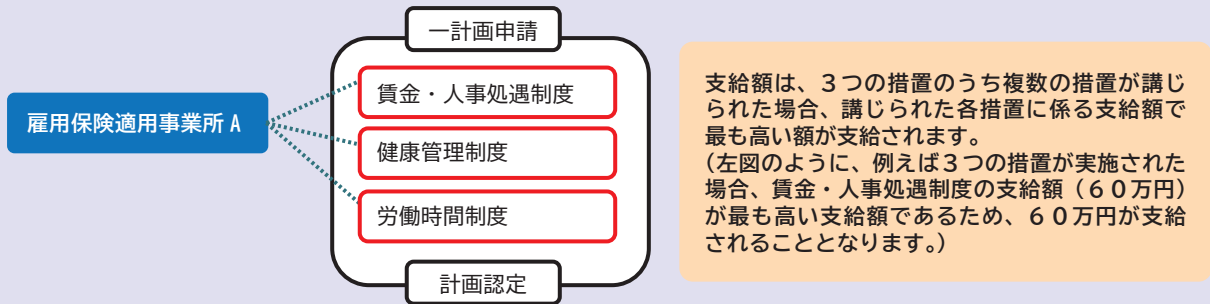 一計画申請
雇用保険適用事業所 A
賃金・人事処遇制度
健康管理制度
労働時間制度
計画認定
支給額は、３つの措置のうち複数の措置が講じ
られた場合、講じられた各措置に係る支給額で
最も高い額が支給されます。
（左図のように、例えば３つの措置が実施された
場合、賃金・人事処遇制度の支給額（６０万円）
が最も高い支給額であるため、６０万円が支給
されることとなります。）